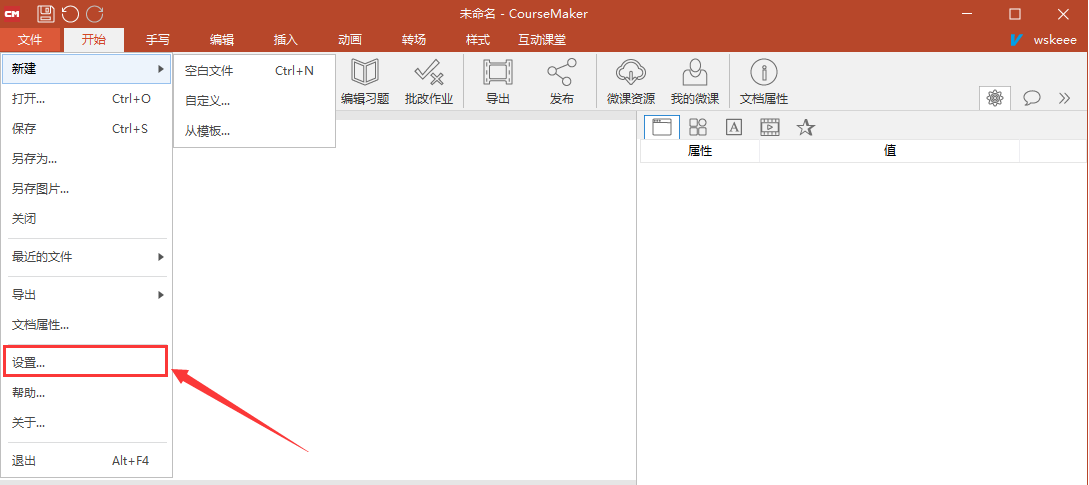 CM
未命名 - CourseMaker
文件 开始 手写 编辑 插入 动画 转场 样式 互动课堂 V wskeee
新建
空白文件 Ctrl+N
自定义...
从模板...
打开... Ctrl+O
保存 Ctrl+S
另存为...
另存图片...
关闭
最近的文件
导出
文档属性...
设置...
帮助...
关于...
退出 Alt+F4
编辑习题 批改作业 导出 发布 微课资源 我的微课 文档属性
A
属性 值